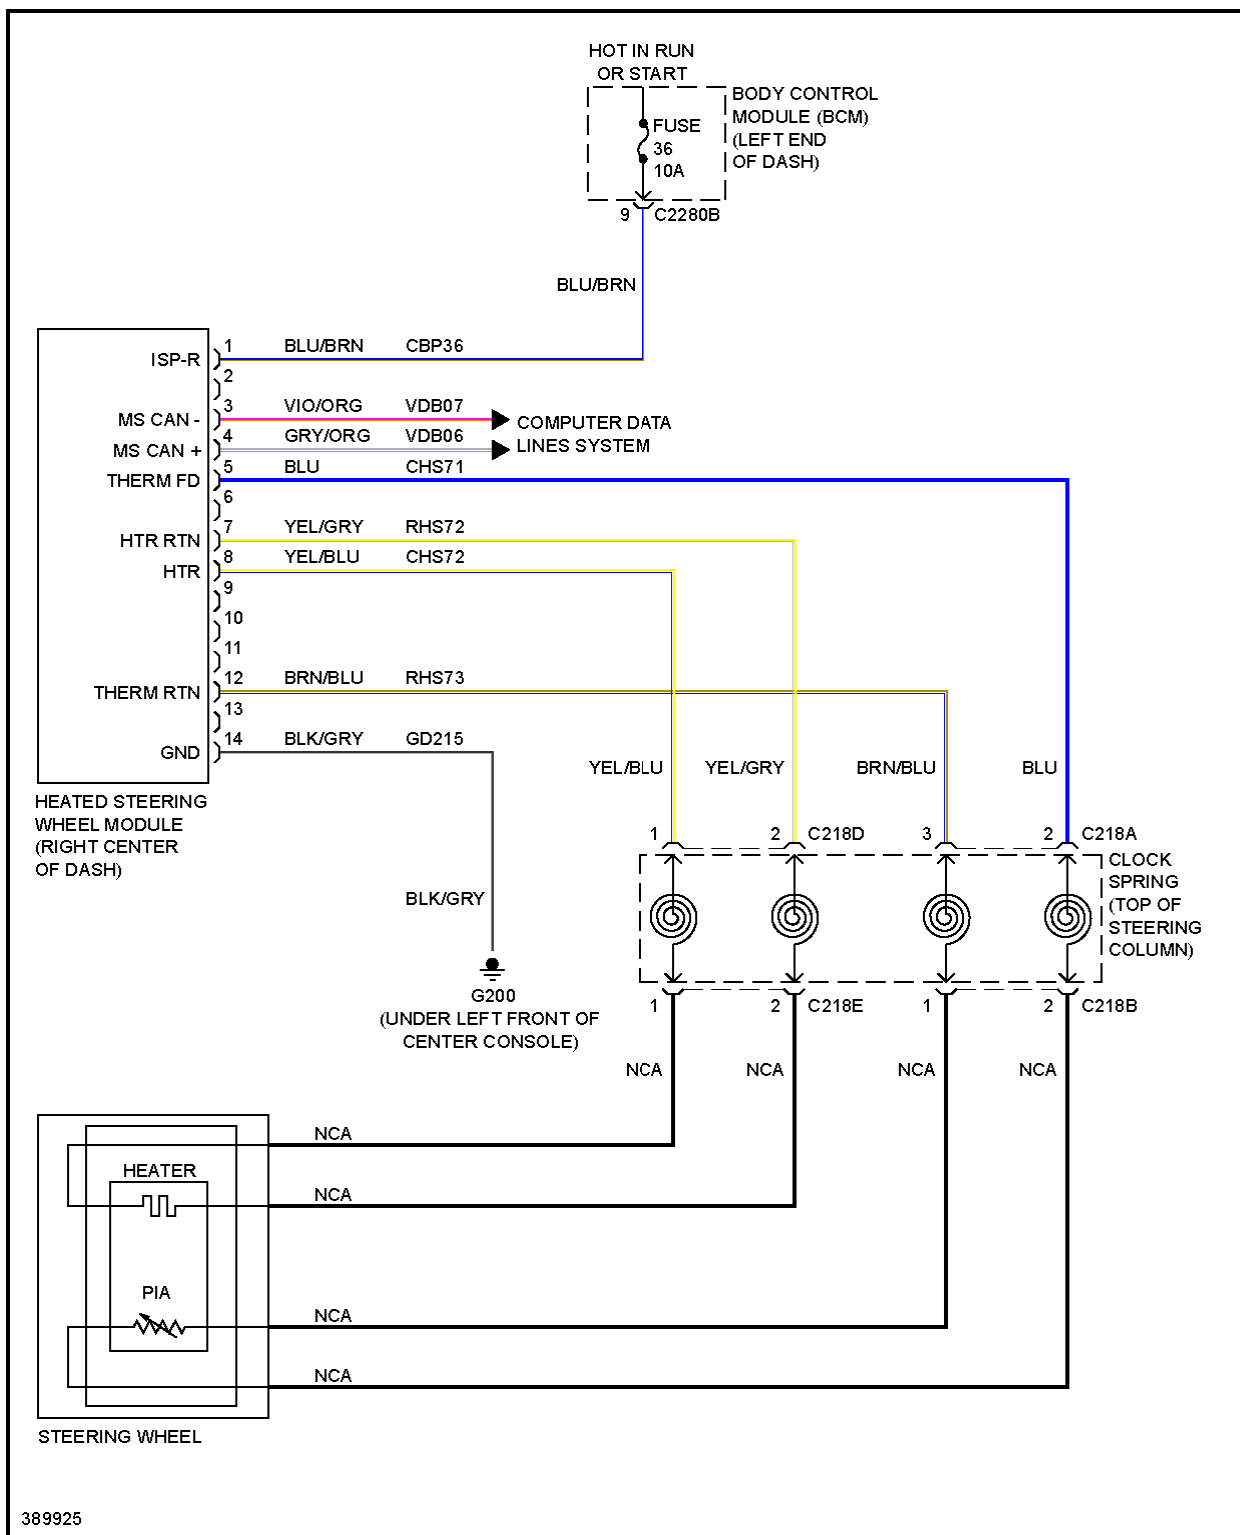 HOT IN RUN
OR START
BODY CONTROL
MODULE (BCM)
(LEFT END
OF DASH)
FUSE
36
10A
9 C2280B
BLU/BRN
ISP-R 1 BLU/BRN CBP36
2
MS CAN - 3 VIO/ORG VDB07
MS CAN + 4 GRY/ORG VDB06
COMPUTER DATA
LINES SYSTEM
THERM FD 5 BLU CHS71
6
HTR RTN 7 YEL/GRY RHS72
HTR 8 YEL/BLU CHS72
9
10
11
THERM RTN 12 BRN/BLU RHS73
13
GND 14 BLK/GRY GD215
HEATED STEERING
WHEEL MODULE
(RIGHT CENTER
OF DASH)
YEL/BLU YEL/GRY BRN/BLU BLU
1 2 C218D 3 2 C218A
CLOCK
SPRING
(TOP OF
STEERING
COLUMN)
BLK/GRY
G200
(UNDER LEFT FRONT OF
CENTER CONSOLE)
1 2 C218E 1 2 C218B
NCA NCA NCA NCA
NCA
HEATER
NCA
PIA
NCA
NCA
STEERING WHEEL
389925